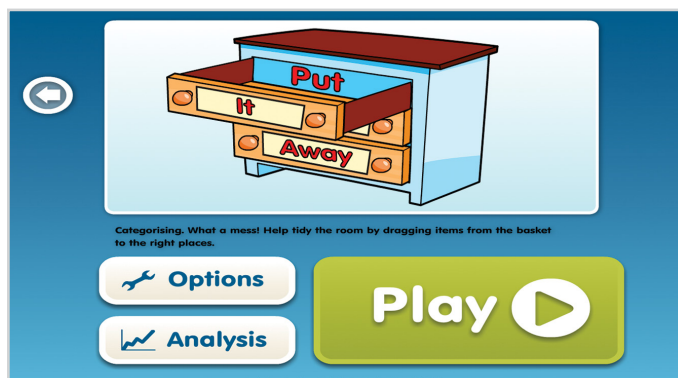 Put
It
Away
Categorising. What a mess! Help tidy the room by dragging items from the basket
to the right places.
Options
Play
Analysis